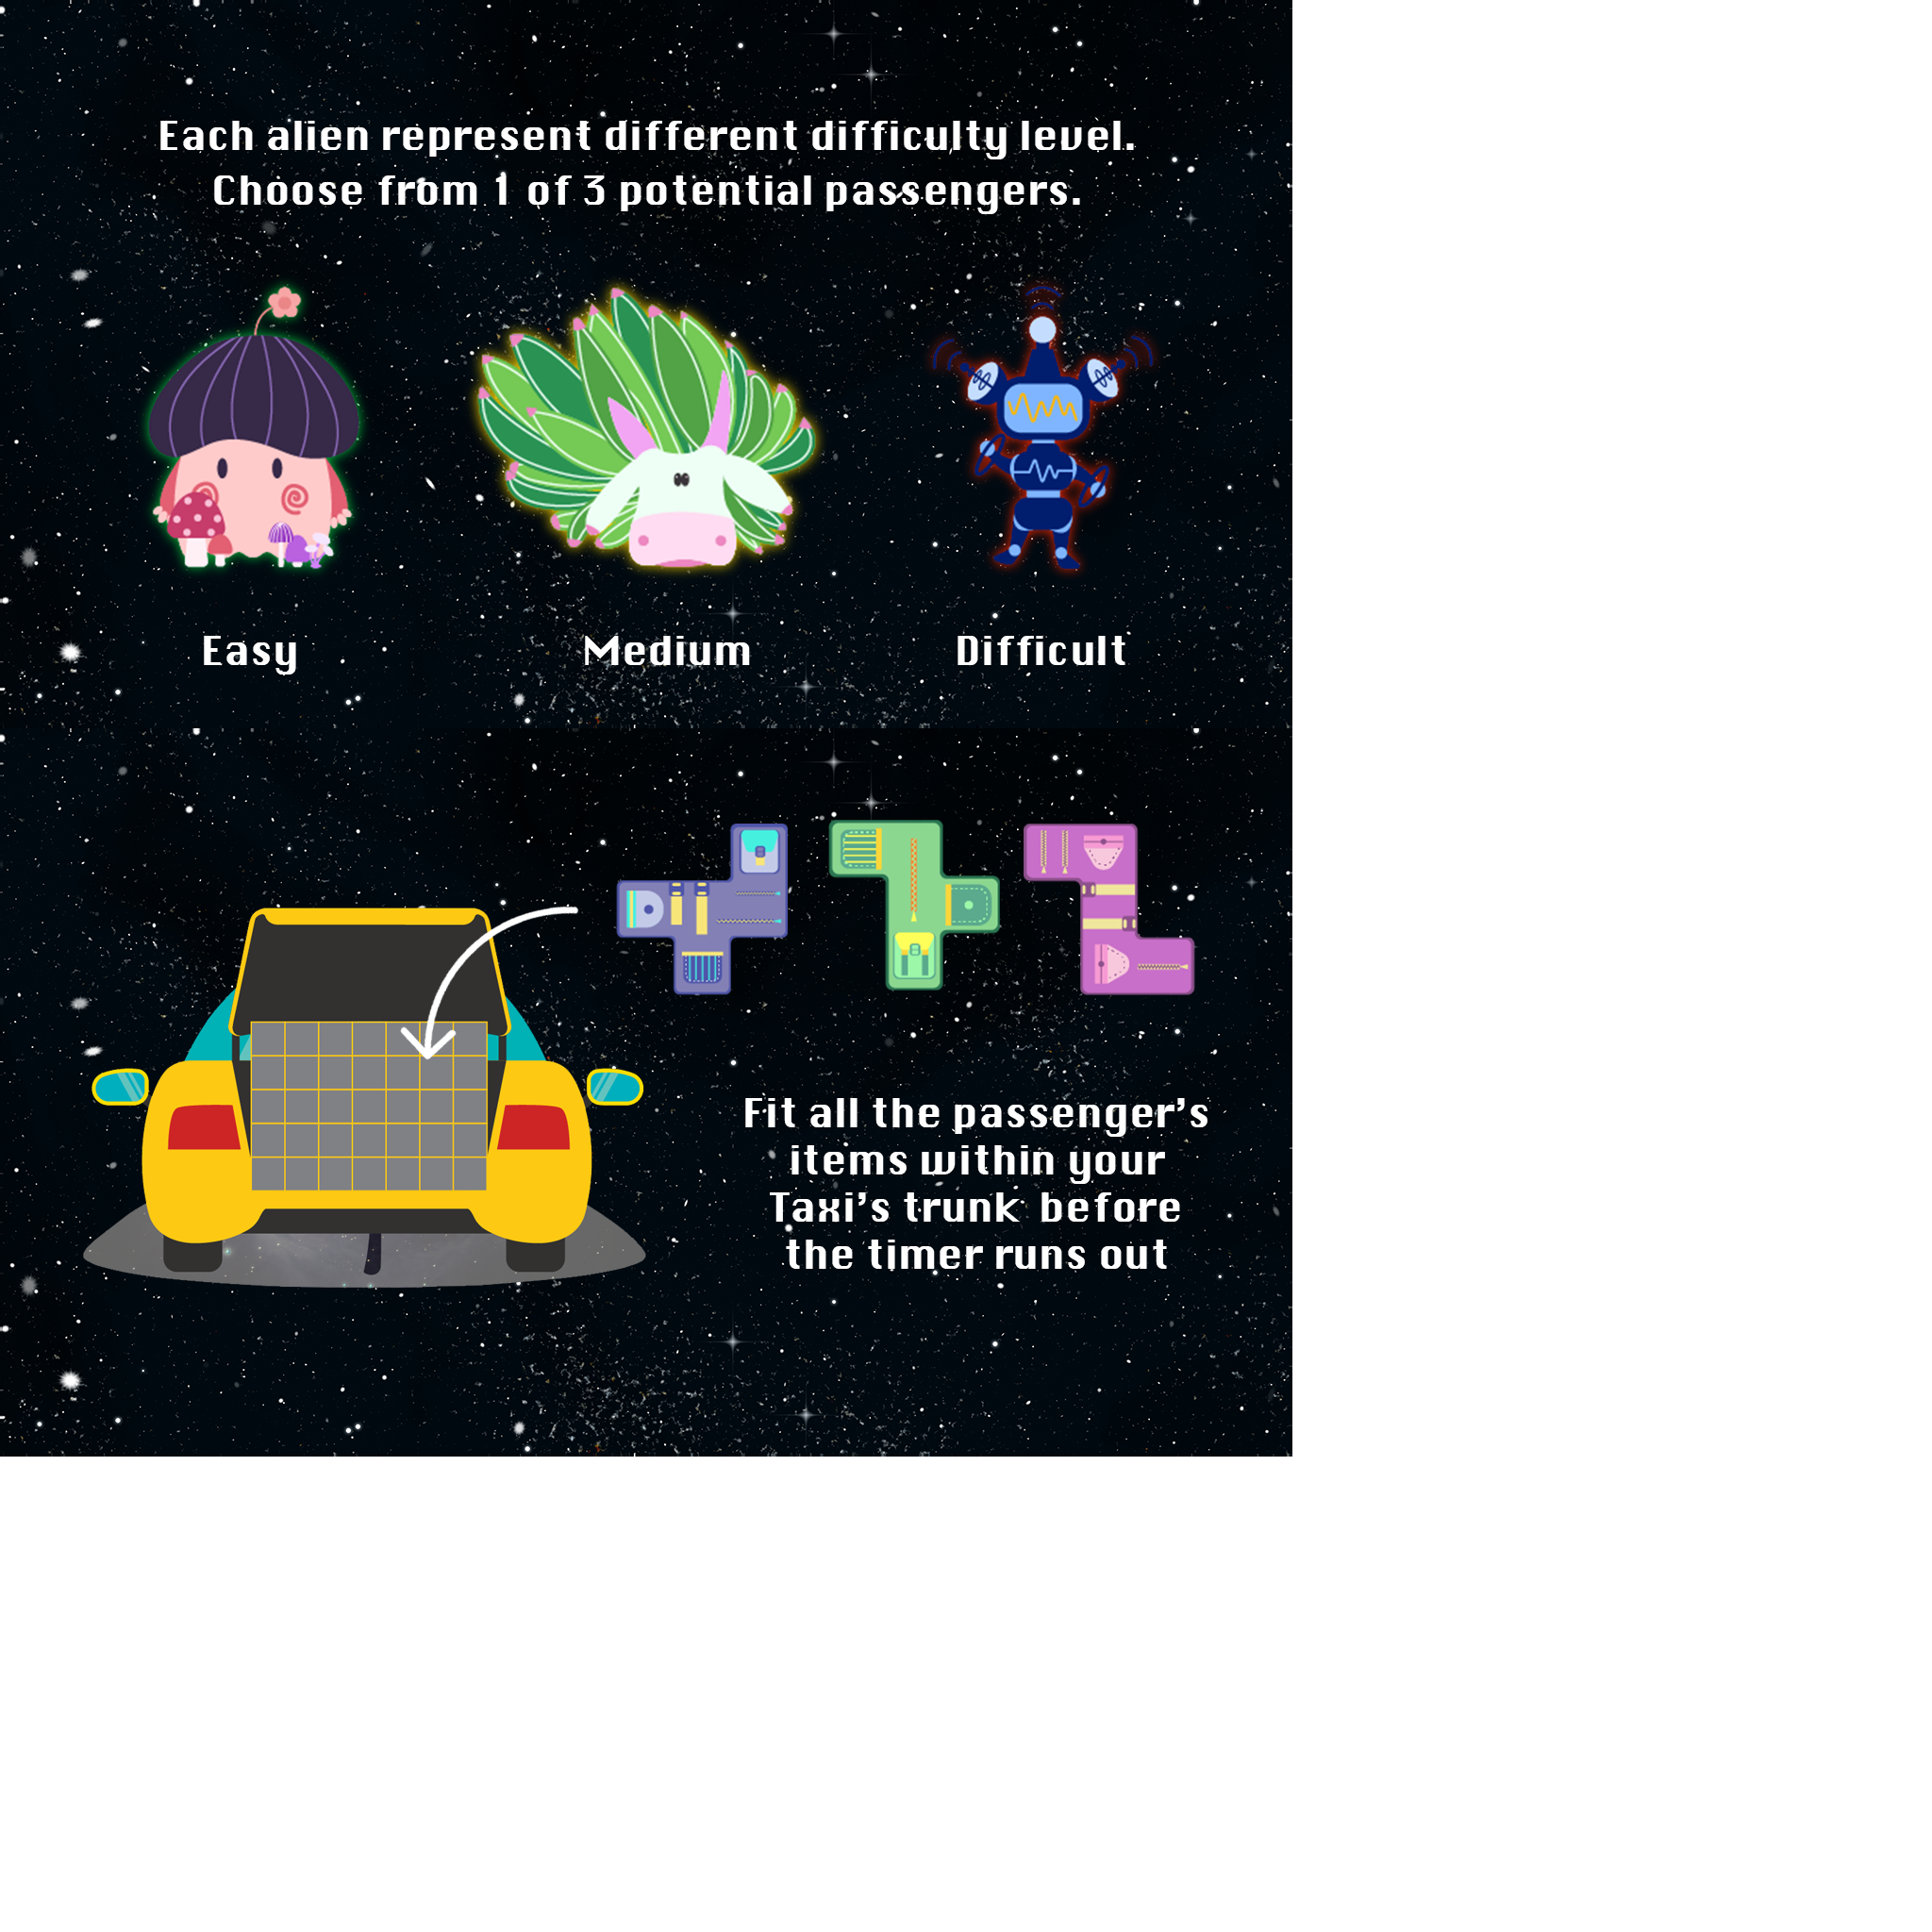 Each alien represent different difficulty level.
Choose from 1 of 3 potential passengers.
Easy
Medium
Difficult
Fit all the passenger's
items within your
Taxi's trunk before
the timer runs out